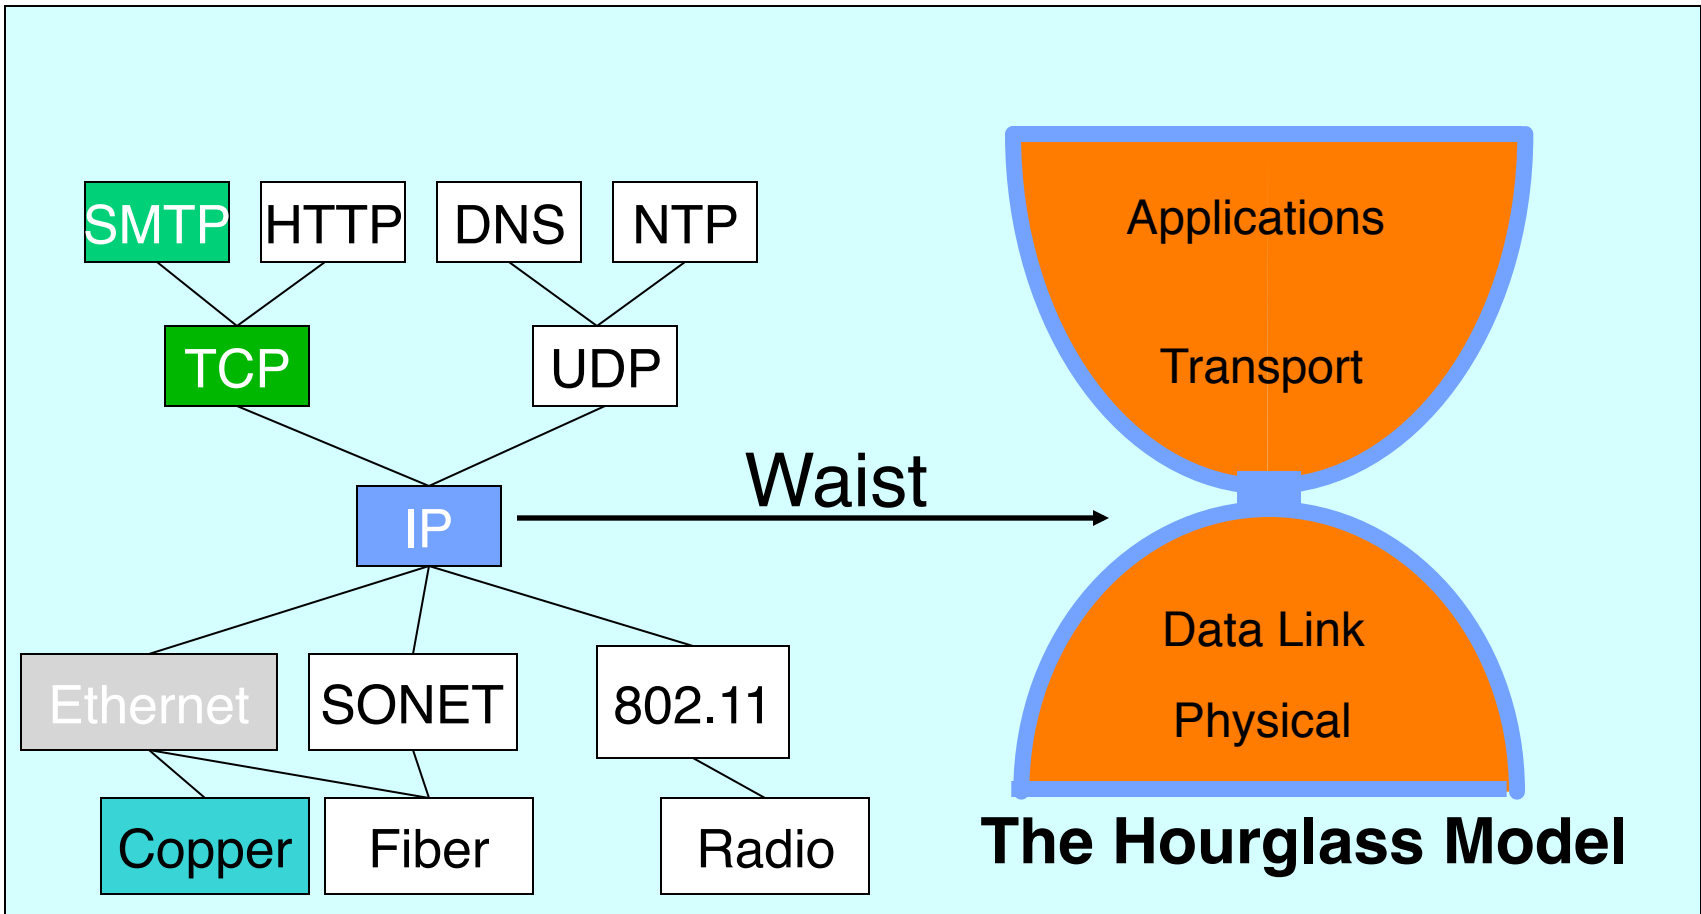 SMTP HTTP DNS NTP
TCP UDP
IP
Ethernet SONET 802.11
Copper Fiber Radio
Waist
Applications
Transport
Data Link
Physical
The Hourglass Model